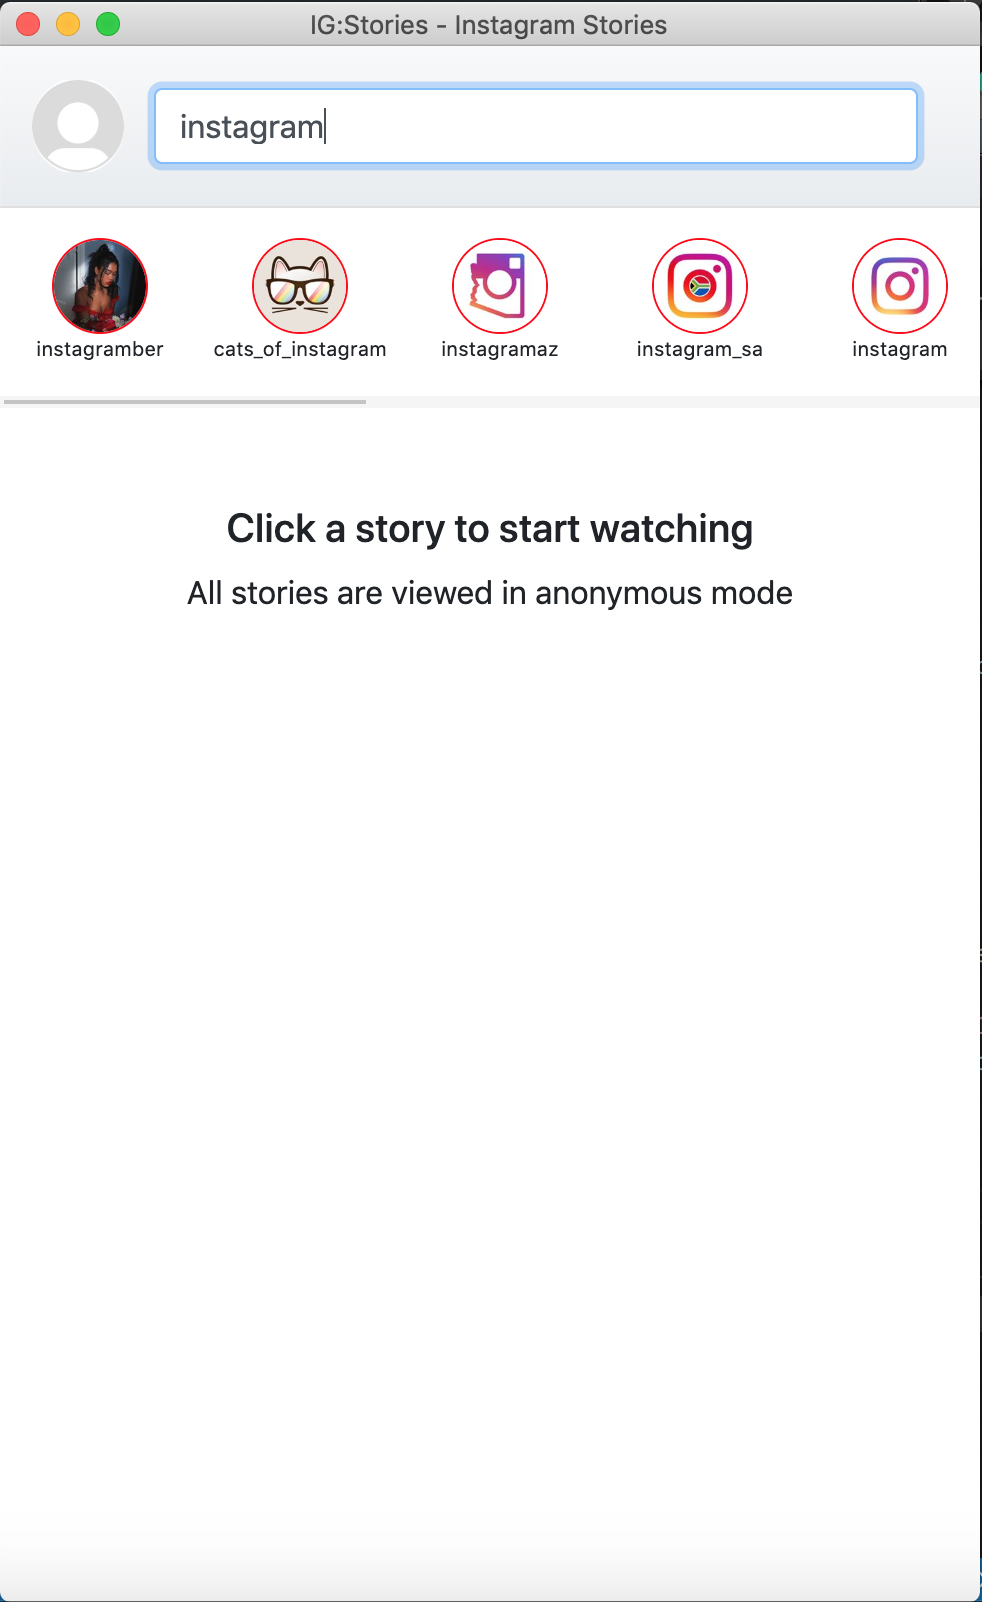 IG:Stories - Instagram Stories
instagram
instagramber cats_of_instagram instagramaz instagram_sa instagram
Click a story to start watching
All stories are viewed in anonymous mode